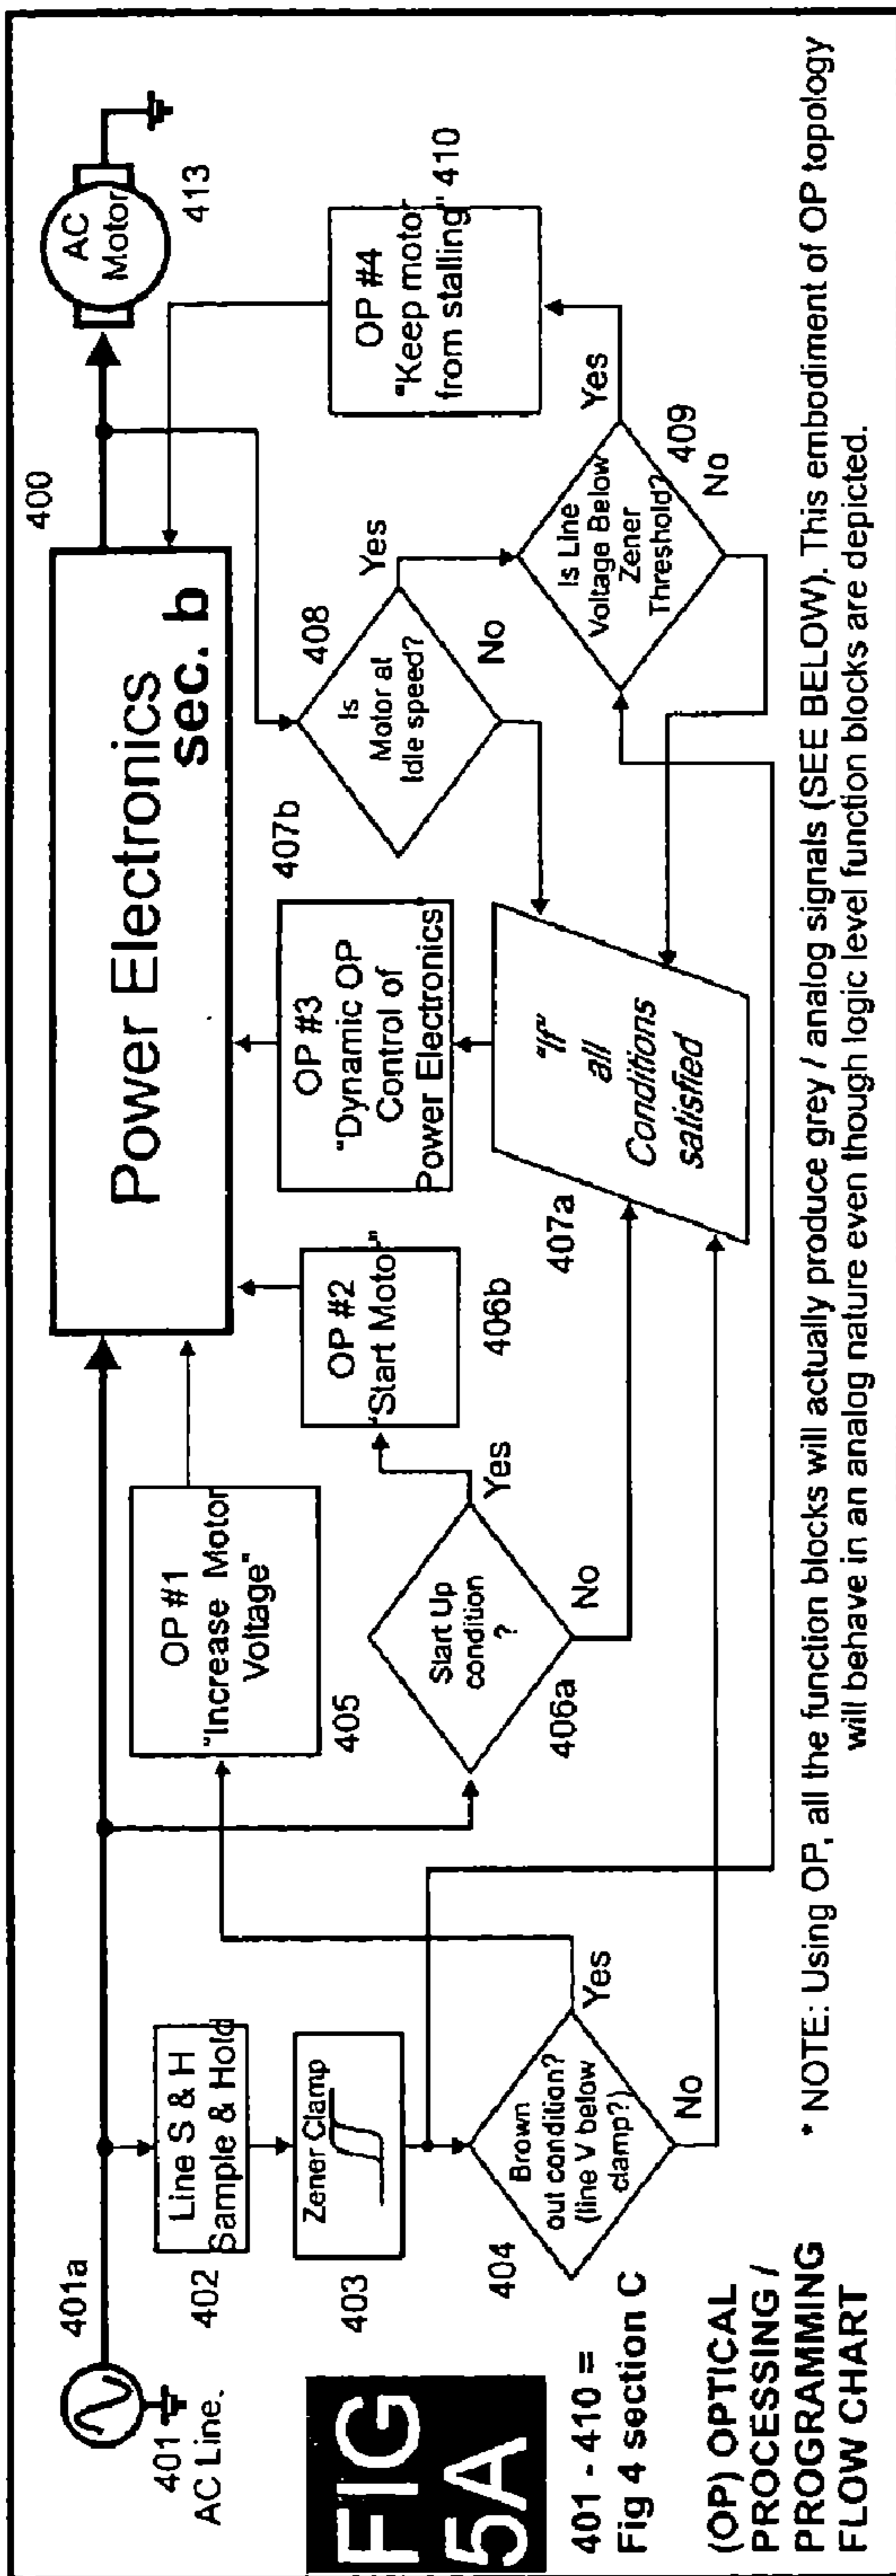 401a
401
AC Line.
402
Line S & H
Sample & Hold
403
Zener Clamp
404
Brown
out condition?
(line V below
clamp?)
Yes
No
405
OP #1
"Increase Motor
Voltage"
406a
Start Up
condition
?
Yes
No
OP #2
"Start Motor"
406b
Power Electronics
sec. b
400
OP #3
"Dynamic OP
Control of
Power Electronics
407b
407a
"If"
all
Conditions
satisfied
408
Is
Motor at
Idle speed?
Yes
No
Is Line
Voltage Below
Zener
Threshold?
409
Yes
No
OP #4
"Keep motor
from stalling"
410
AC
Motor
413
FIG
5A
401 - 410 =
Fig 4 section C
(OP) OPTICAL
PROCESSING /
PROGRAMMING
FLOW CHART
* NOTE: Using OP, all the function blocks will actually produce grey / analog signals (SEE BELOW). This embodiment of OP topology
will behave in an analog nature even though logic level function blocks are depicted.